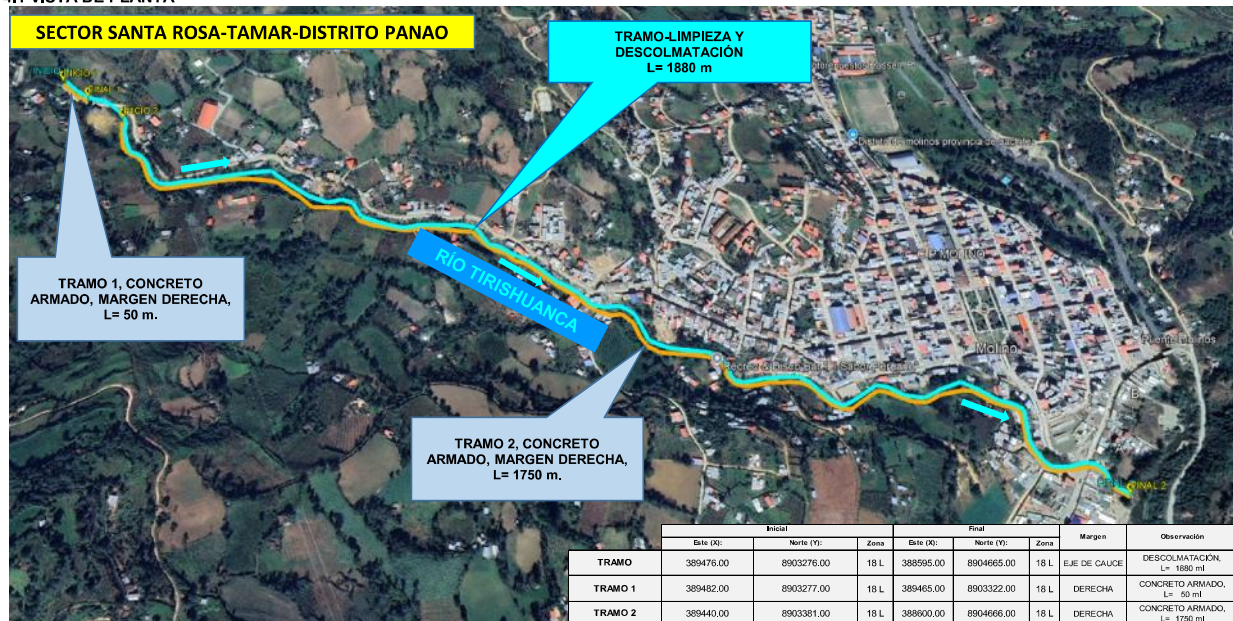 VISTA DE PLANTA
SECTOR SANTA ROSA-TAMAR-DISTRITO PANAO
TRAMO-LIMPIEZA Y
DESCOLMATACIÓN
L= 1880 m
INICIO
INICIO 2
TRAMO 1, CONCRETO
ARMADO, MARGEN DERECHA,
L= 50 m.
RÍO TIRISHUANCA
TRAMO 2, CONCRETO
ARMADO, MARGEN DERECHA,
L= 1750 m.
Molino
FINAL 2
Inicial Final Margen Observación
Este (X): Norte (Y): Zona Este (X): Norte (Y): Zona
TRAMO 389476.00 8903276.00 18 L 388595.00 8904665.00 18 L EJE DE CAUCE DESCOLMATACIÓN,
L= 1880 ml
TRAMO 1 389482.00 8903277.00 18 L 389465.00 8903322.00 18 L DERECHA CONCRETO ARMADO,
L= 50 ml
TRAMO 2 389440.00 8903381.00 18 L 388600.00 8904666.00 18 L DERECHA CONCRETO ARMADO,
L= 1750 ml